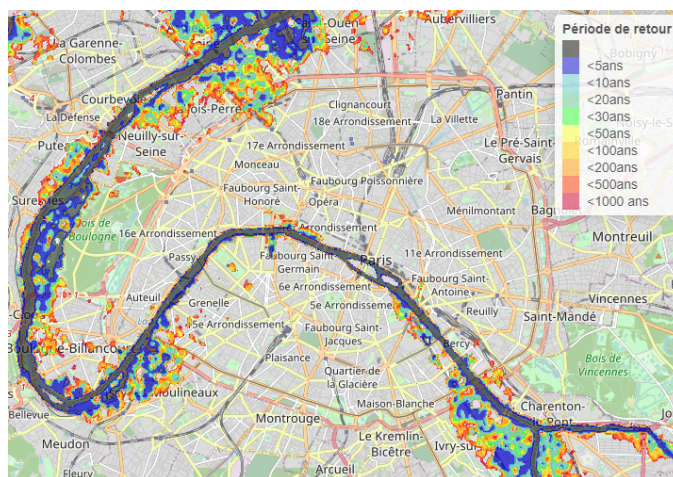 Ouen
sur-Seine
Aubervilliers
La Garenne-
Colombes
Courbevoie
La Défense
Neuilly-sur-
Seine
Clignancourt
18e Arrondissement
La Villette
Pantin
Le Pré-Saint-
Gervais
17e Arrondissement
Monceau
Faubourg Saint-
Honoré
Faubourg Poissonnière
Opéra
Ménilmontant
Suresnes
Bois de
Boulogne
16e Arrondissement
Arrondissement
Passy
Faubourg Saint-
Germain
Paris
11e Arrondissement
Montreuil
6e Arrondissement
Faubourg Saint-
Antoine
Auteuil
Grenelle
5e Arrondissement
Reuilly
Vincennes
Saint-Mandé
15e Arrondissement
Faubourg Saint-
Jacques
Bercy
Plaisance
Quartier de
la Glacière
Bois de
Vincennes
Maison-Blanche
Charenton-
le-Pont
Bellevue
Montrouge
Meudon
Le Kremlin-
Bicêtre
Ivry-sur
Arcueil
Fleury
Période de retour
<5ans
<10ans
<20ans
<30ans
<50ans
<100ans
<200ans
<500ans
<1000 ans
Bobigny